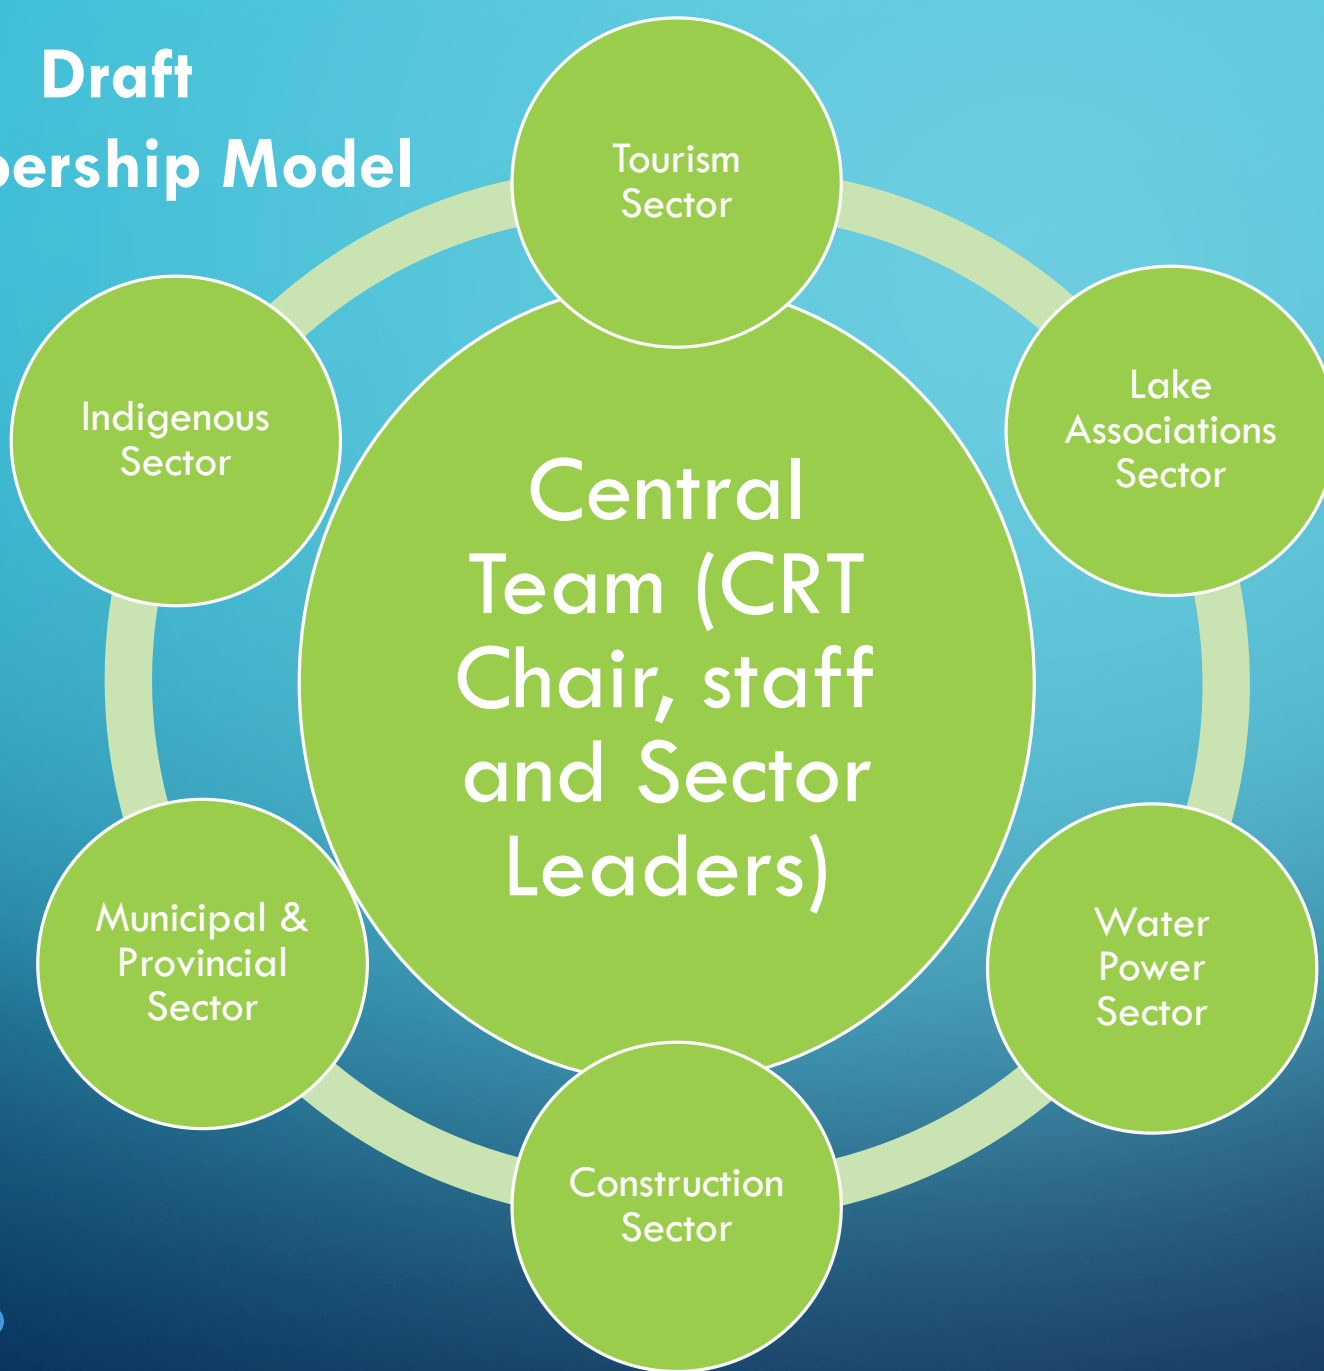 Draft
bership Model
Tourism
Sector
Lake
Associations
Sector
Water
Power
Sector
Construction
Sector
Municipal &
Provincial
Sector
Indigenous
Sector
Central
Team (CRT
Chair, staff
and Sector
Leaders)